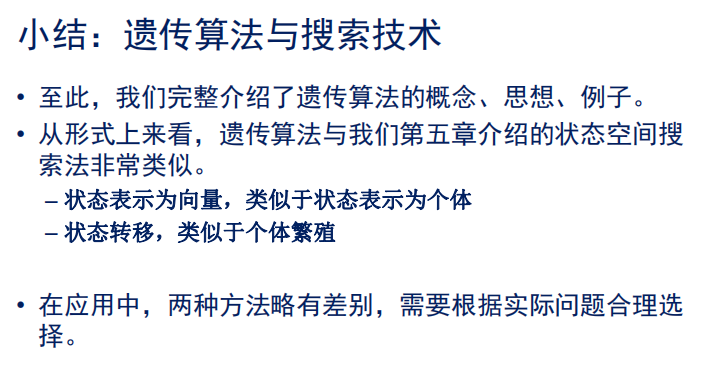 小结：遗传算法与搜索技术
• 至此，我们完整介绍了遗传算法的概念、思想、例子。
• 从形式上来看，遗传算法与我们第五章介绍的状态空间搜
索法非常类似。
– 状态表示为向量，类似于状态表示为个体
– 状态转移，类似于个体繁殖
• 在应用中，两种方法略有差别，需要根据实际问题合理选
择。